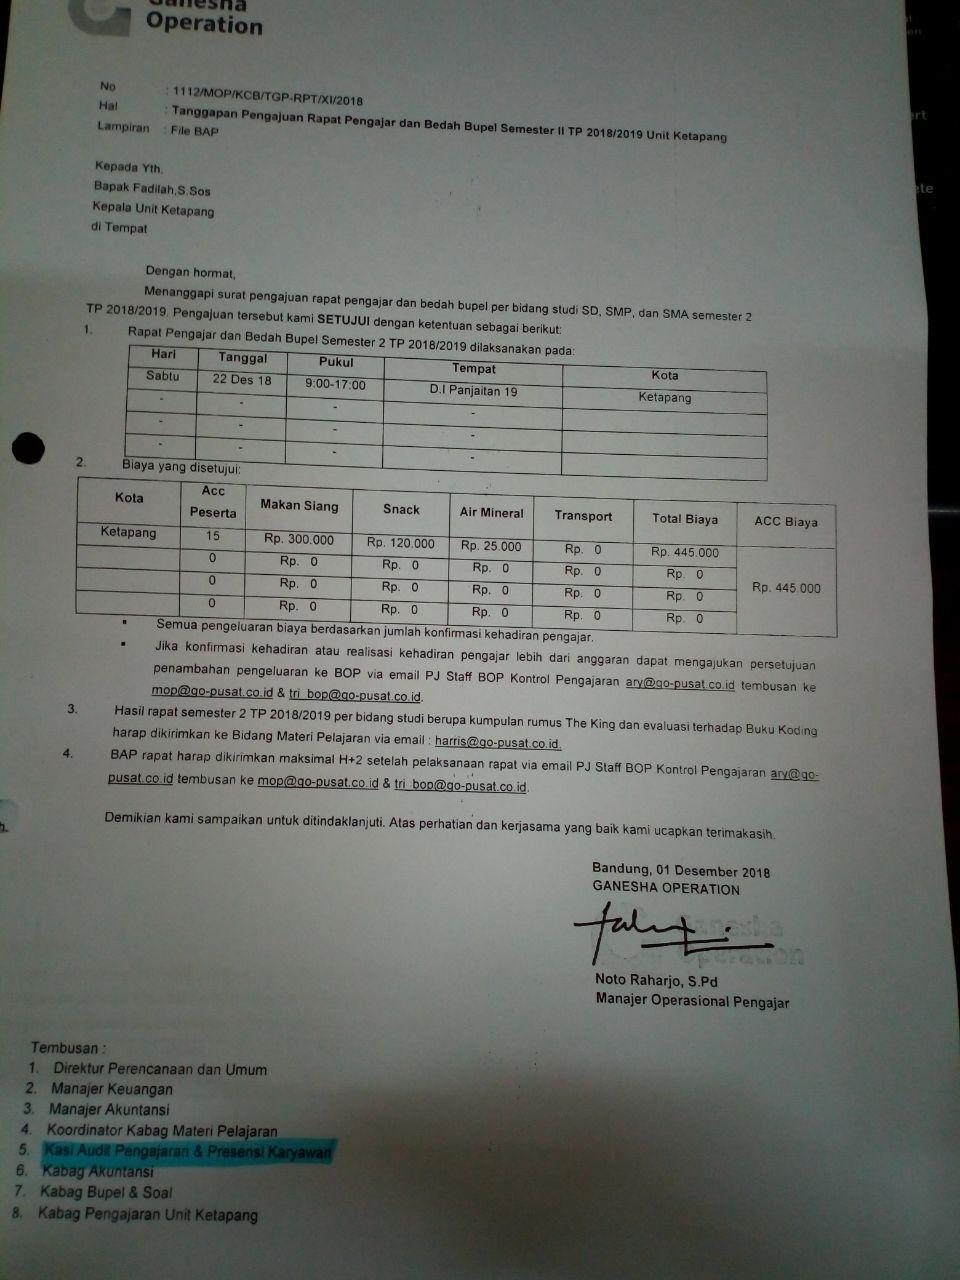 Ganesha
Operation
No : 1112/MOP/KCB/TGP-RPT/XI/2018
Hal : Tanggapan Pengajuan Rapat Pengajar dan Bedah Bupel Semester II TP 2018/2019 Unit Ketapang
Lampiran : File BAP
Kepada Yth.
Bapak Fadilah,S.Sos
Kepala Unit Ketapang
di Tempat
Dengan hormat,
Menanggapi surat pengajuan rapat pengajar dan bedah bupel per bidang studi SD, SMP, dan SMA semester 2
TP 2018/2019. Pengajuan tersebut kami SETUJUI dengan ketentuan sebagai berikut:
1. Rapat Pengajar dan Bedah Bupel Semester 2 TP 2018/2019 dilaksanakan pada:
Hari Tanggal Pukul Tempat Kota
Sabtu 22 Des 18 9:00-17:00 D.I Panjaitan 19 Ketapang
- - - -
- - - -
- - - -
2. Biaya yang disetujui:
Kota Acc Peserta Makan Siang Snack Air Mineral Transport Total Biaya ACC Biaya
Ketapang 15 Rp. 300.000 Rp. 120.000 Rp. 25.000 Rp. 0 Rp. 445.000 Rp. 445.000
0 Rp. 0 Rp. 0 Rp. 0 Rp. 0 Rp. 0
0 Rp. 0 Rp. 0 Rp. 0 Rp. 0 Rp. 0
0 Rp. 0 Rp. 0 Rp. 0 Rp. 0 Rp. 0
▪ Semua pengeluaran biaya berdasarkan jumlah konfirmasi kehadiran pengajar.
▪ Jika konfirmasi kehadiran atau realisasi kehadiran pengajar lebih dari anggaran dapat mengajukan persetujuan
penambahan pengeluaran ke BOP via email PJ Staff BOP Kontrol Pengajaran ary@go-pusat.co.id tembusan ke
mop@go-pusat.co.id & tri_bop@go-pusat.co.id.
3. Hasil rapat semester 2 TP 2018/2019 per bidang studi berupa kumpulan rumus The King dan evaluasi terhadap Buku Koding
harap dikirimkan ke Bidang Materi Pelajaran via email : harris@go-pusat.co.id.
4. BAP rapat harap dikirimkan maksimal H+2 setelah pelaksanaan rapat via email PJ Staff BOP Kontrol Pengajaran ary@go-
pusat.co.id tembusan ke mop@go-pusat.co.id & tri_bop@go-pusat.co.id.
Demikian kami sampaikan untuk ditindaklanjuti. Atas perhatian dan kerjasama yang baik kami ucapkan terimakasih.
Bandung, 01 Desember 2018
GANESHA OPERATION
Noto Raharjo, S.Pd
Manajer Operasional Pengajar
Tembusan :
1. Direktur Perencanaan dan Umum
2. Manajer Keuangan
3. Manajer Akuntansi
4. Koordinator Kabag Materi Pelajaran
5. Kasi Audit Pengajaran & Presensi Karyawan
6. Kabag Akuntansi
7. Kabag Bupel & Soal
8. Kabag Pengajaran Unit Ketapang